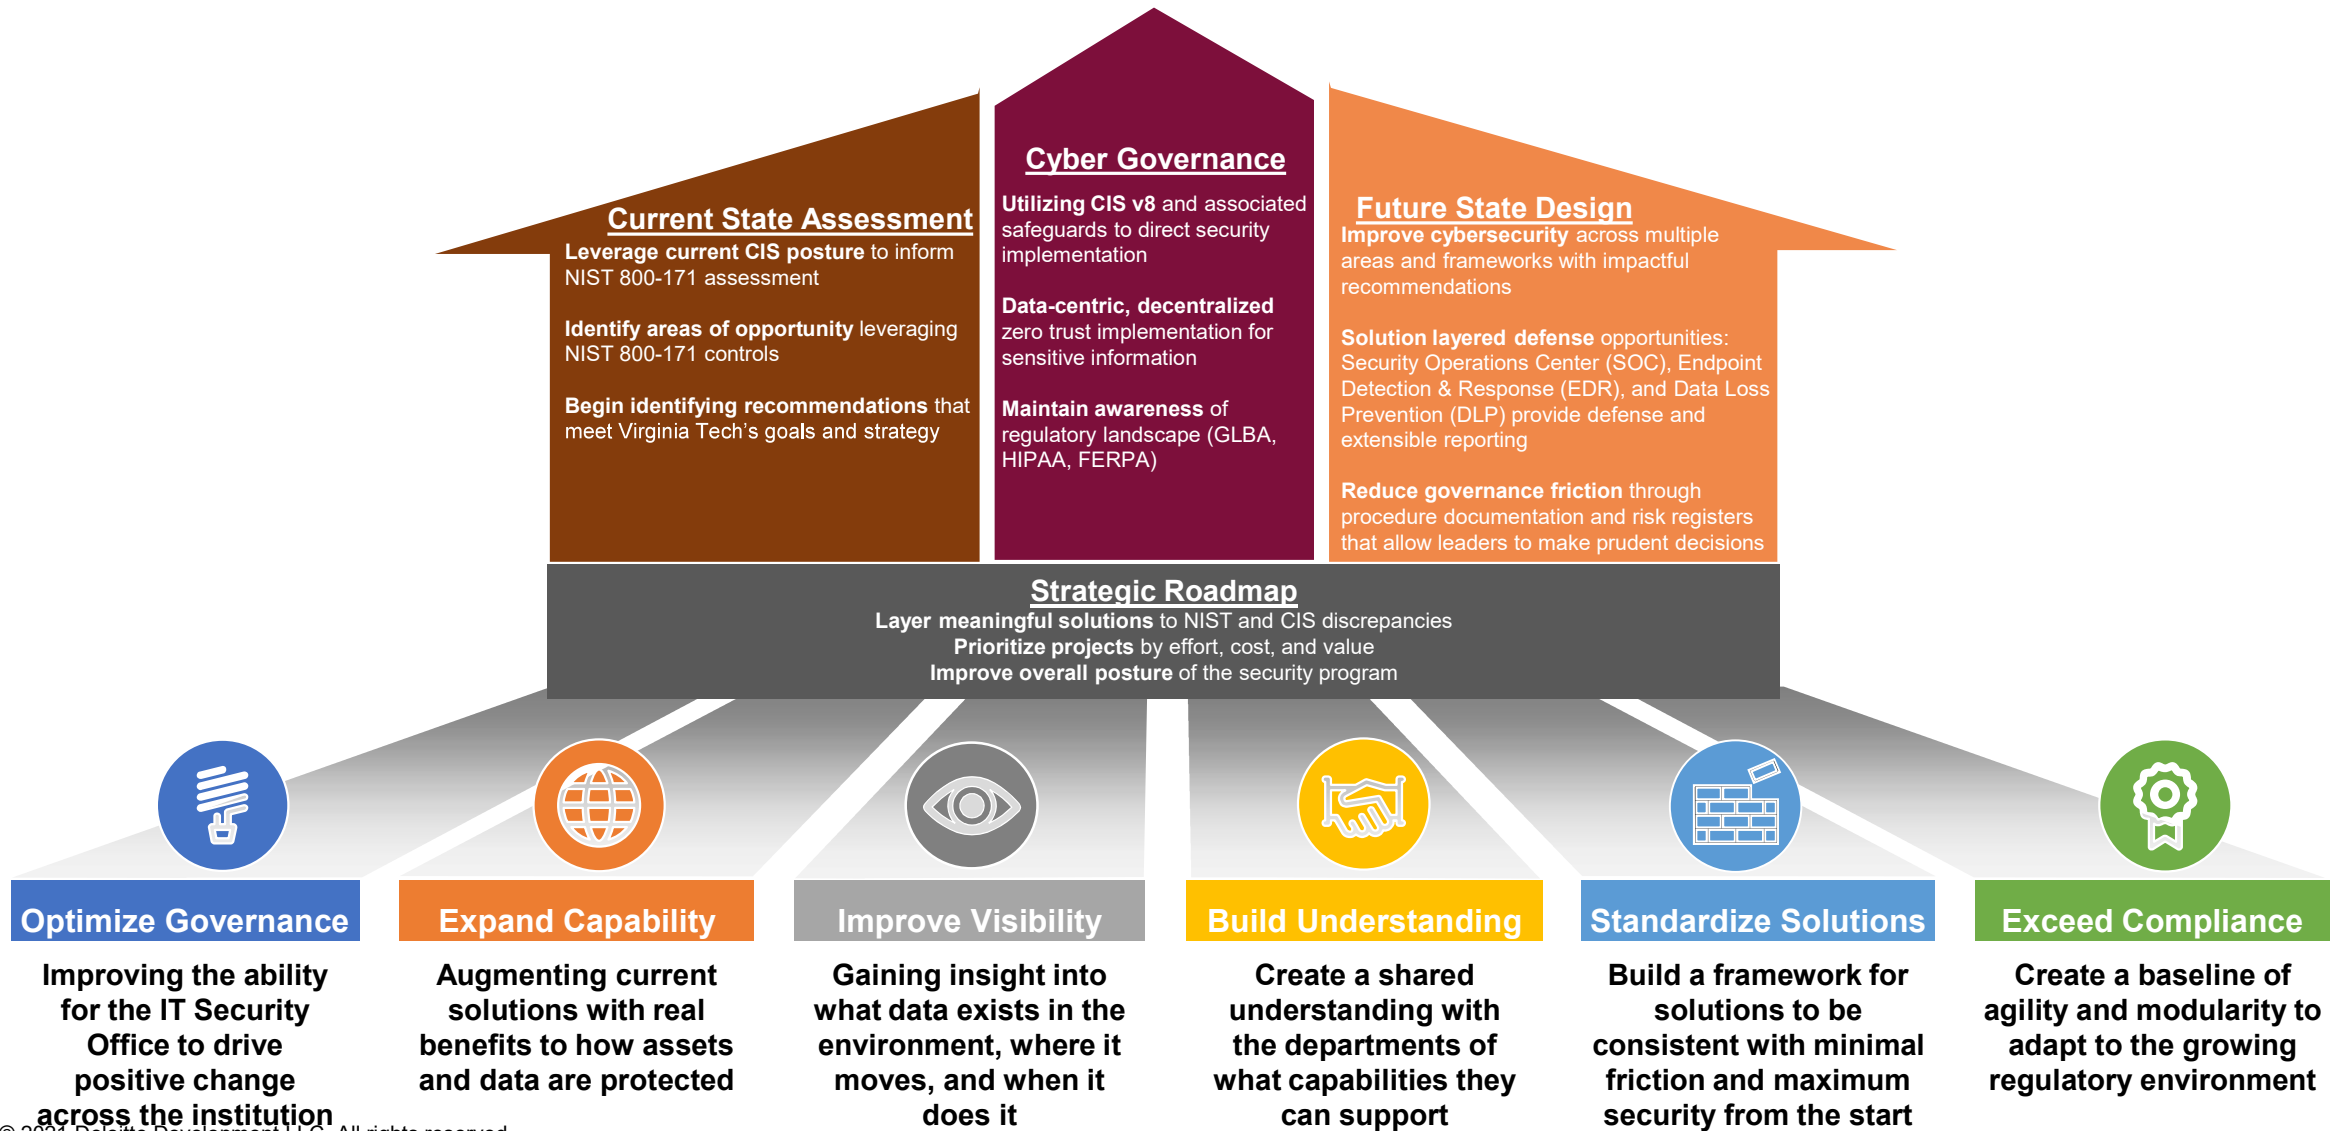 Current State Assessment
Leverage current CIS posture to inform
NIST 800-171 assessment
Identify areas of opportunity leveraging
NIST 800-171 controls
Begin identifying recommendations that
meet Virginia Tech's goals and strategy
Cyber Governance
Utilizing CIS v8 and associated
safeguards to direct security
implementation
Data-centric, decentralized
zero trust implementation for
sensitive information
Maintain awareness of
regulatory landscape (GLBA,
HIPAA, FERPA)
Future State Design
Improve cybersecurity across multiple
areas and frameworks with impactful
recommendations
Solution layered defense opportunities:
Security Operations Center (SOC), Endpoint
Detection & Response (EDR), and Data Loss
Prevention (DLP) provide defense and
extensible reporting
Reduce governance friction through
procedure documentation and risk registers
that allow leaders to make prudent decisions
Strategic Roadmap
Layer meaningful solutions to NIST and CIS discrepancies
Prioritize projects by effort, cost, and value
Improve overall posture of the security program
Optimize Governance
Improving the ability
for the IT Security
Office to drive
positive change
across the institution
Expand Capability
Augmenting current
solutions with real
benefits to how assets
and data are protected
Improve Visibility
Gaining insight into
what data exists in the
environment, where it
moves, and when it
does it
Build Understanding
Create a shared
understanding with
the departments of
what capabilities they
can support
Standardize Solutions
Build a framework for
solutions to be
consistent with minimal
friction and maximum
security from the start
Exceed Compliance
Create a baseline of
agility and modularity to
adapt to the growing
regulatory environment
© 2021 Deloitte Development LLC. All rights reserved.